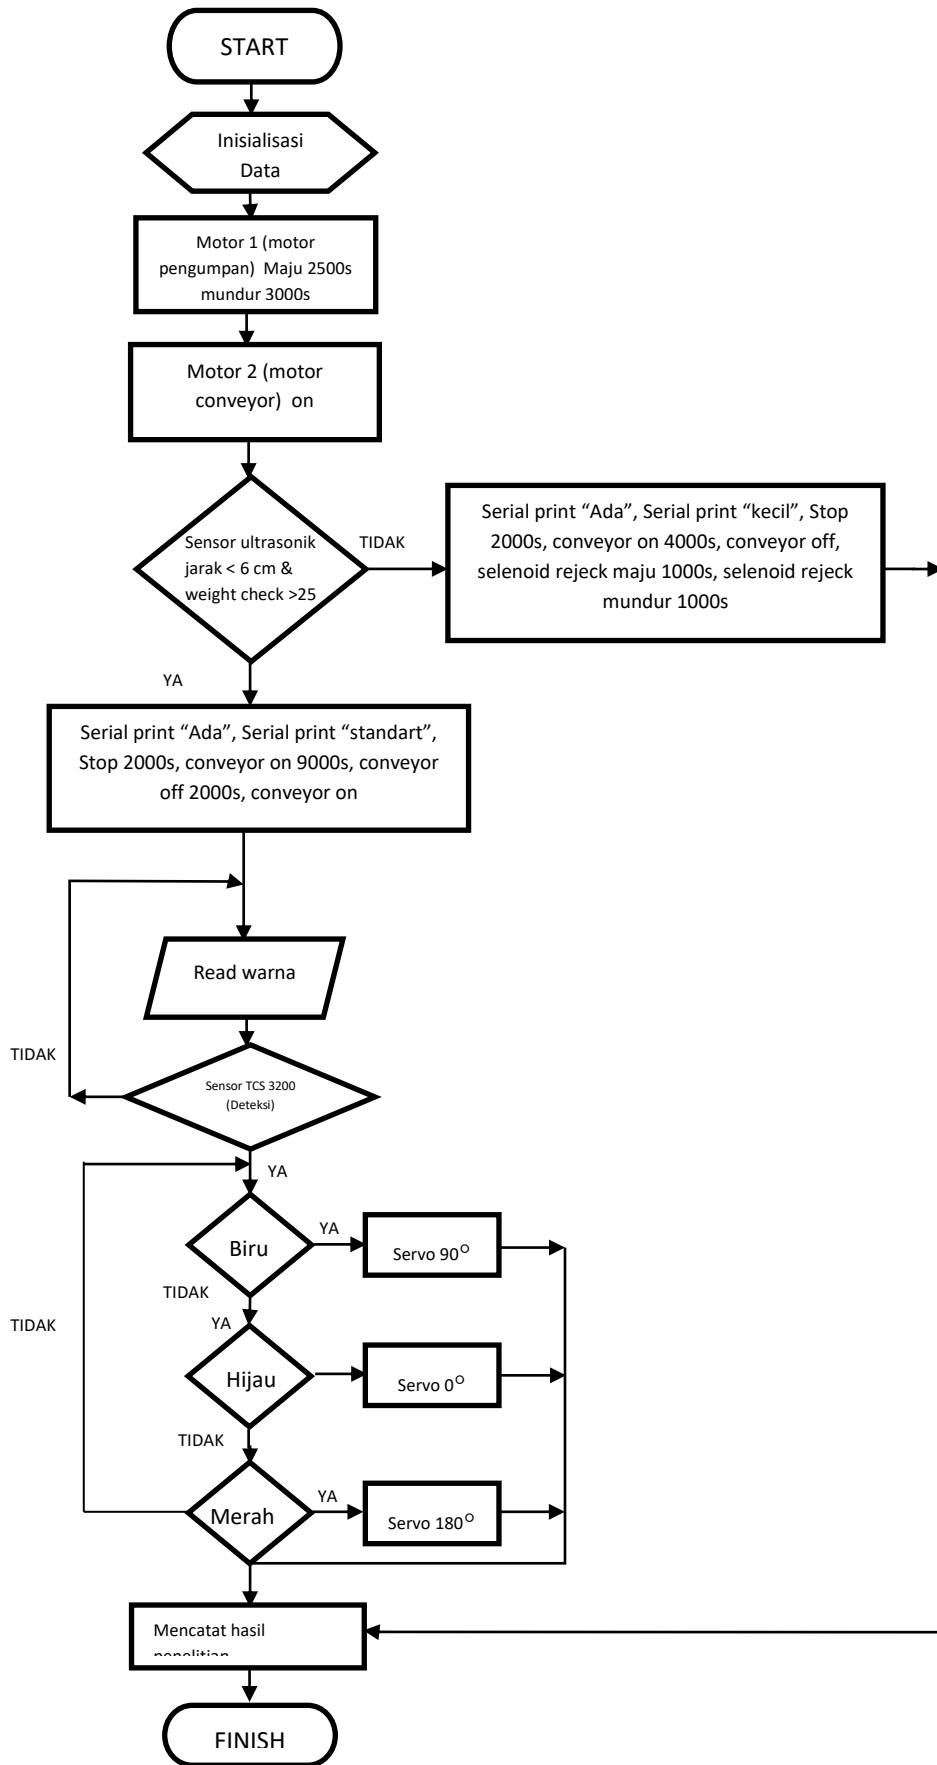 START
Inisialisasi
Data
Motor 1 (motor
pengumpan)  Maju 2500s
mundur 3000s
Motor 2 (motor
conveyor)  on
Sensor ultrasonik
jarak < 6 cm &
weight check >25
TIDAK
Serial print “Ada”, Serial print “kecil”, Stop
2000s, conveyor on 4000s, conveyor off,
selenoid rejeck maju 1000s, selenoid rejeck
mundur 1000s
YA
Serial print “Ada”, Serial print “standart”,
Stop 2000s, conveyor on 9000s, conveyor
off 2000s, conveyor on
Read warna
TIDAK
Sensor TCS 3200
(Deteksi)
YA
Biru
YA
Servo 90°
TIDAK
TIDAK
YA
Hijau
Servo 0°
TIDAK
Merah
YA
Servo 180°
Mencatat hasil
penelitian
FINISH